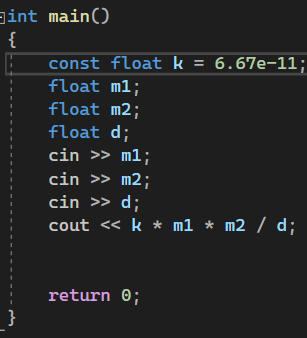 int main()
{
const float k = 6.67e-11;
float m1;
float m2;
float d;
cin >> m1;
cin >> m2;
cin >> d;
cout << k * m1 * m2 / d;
return 0;
}